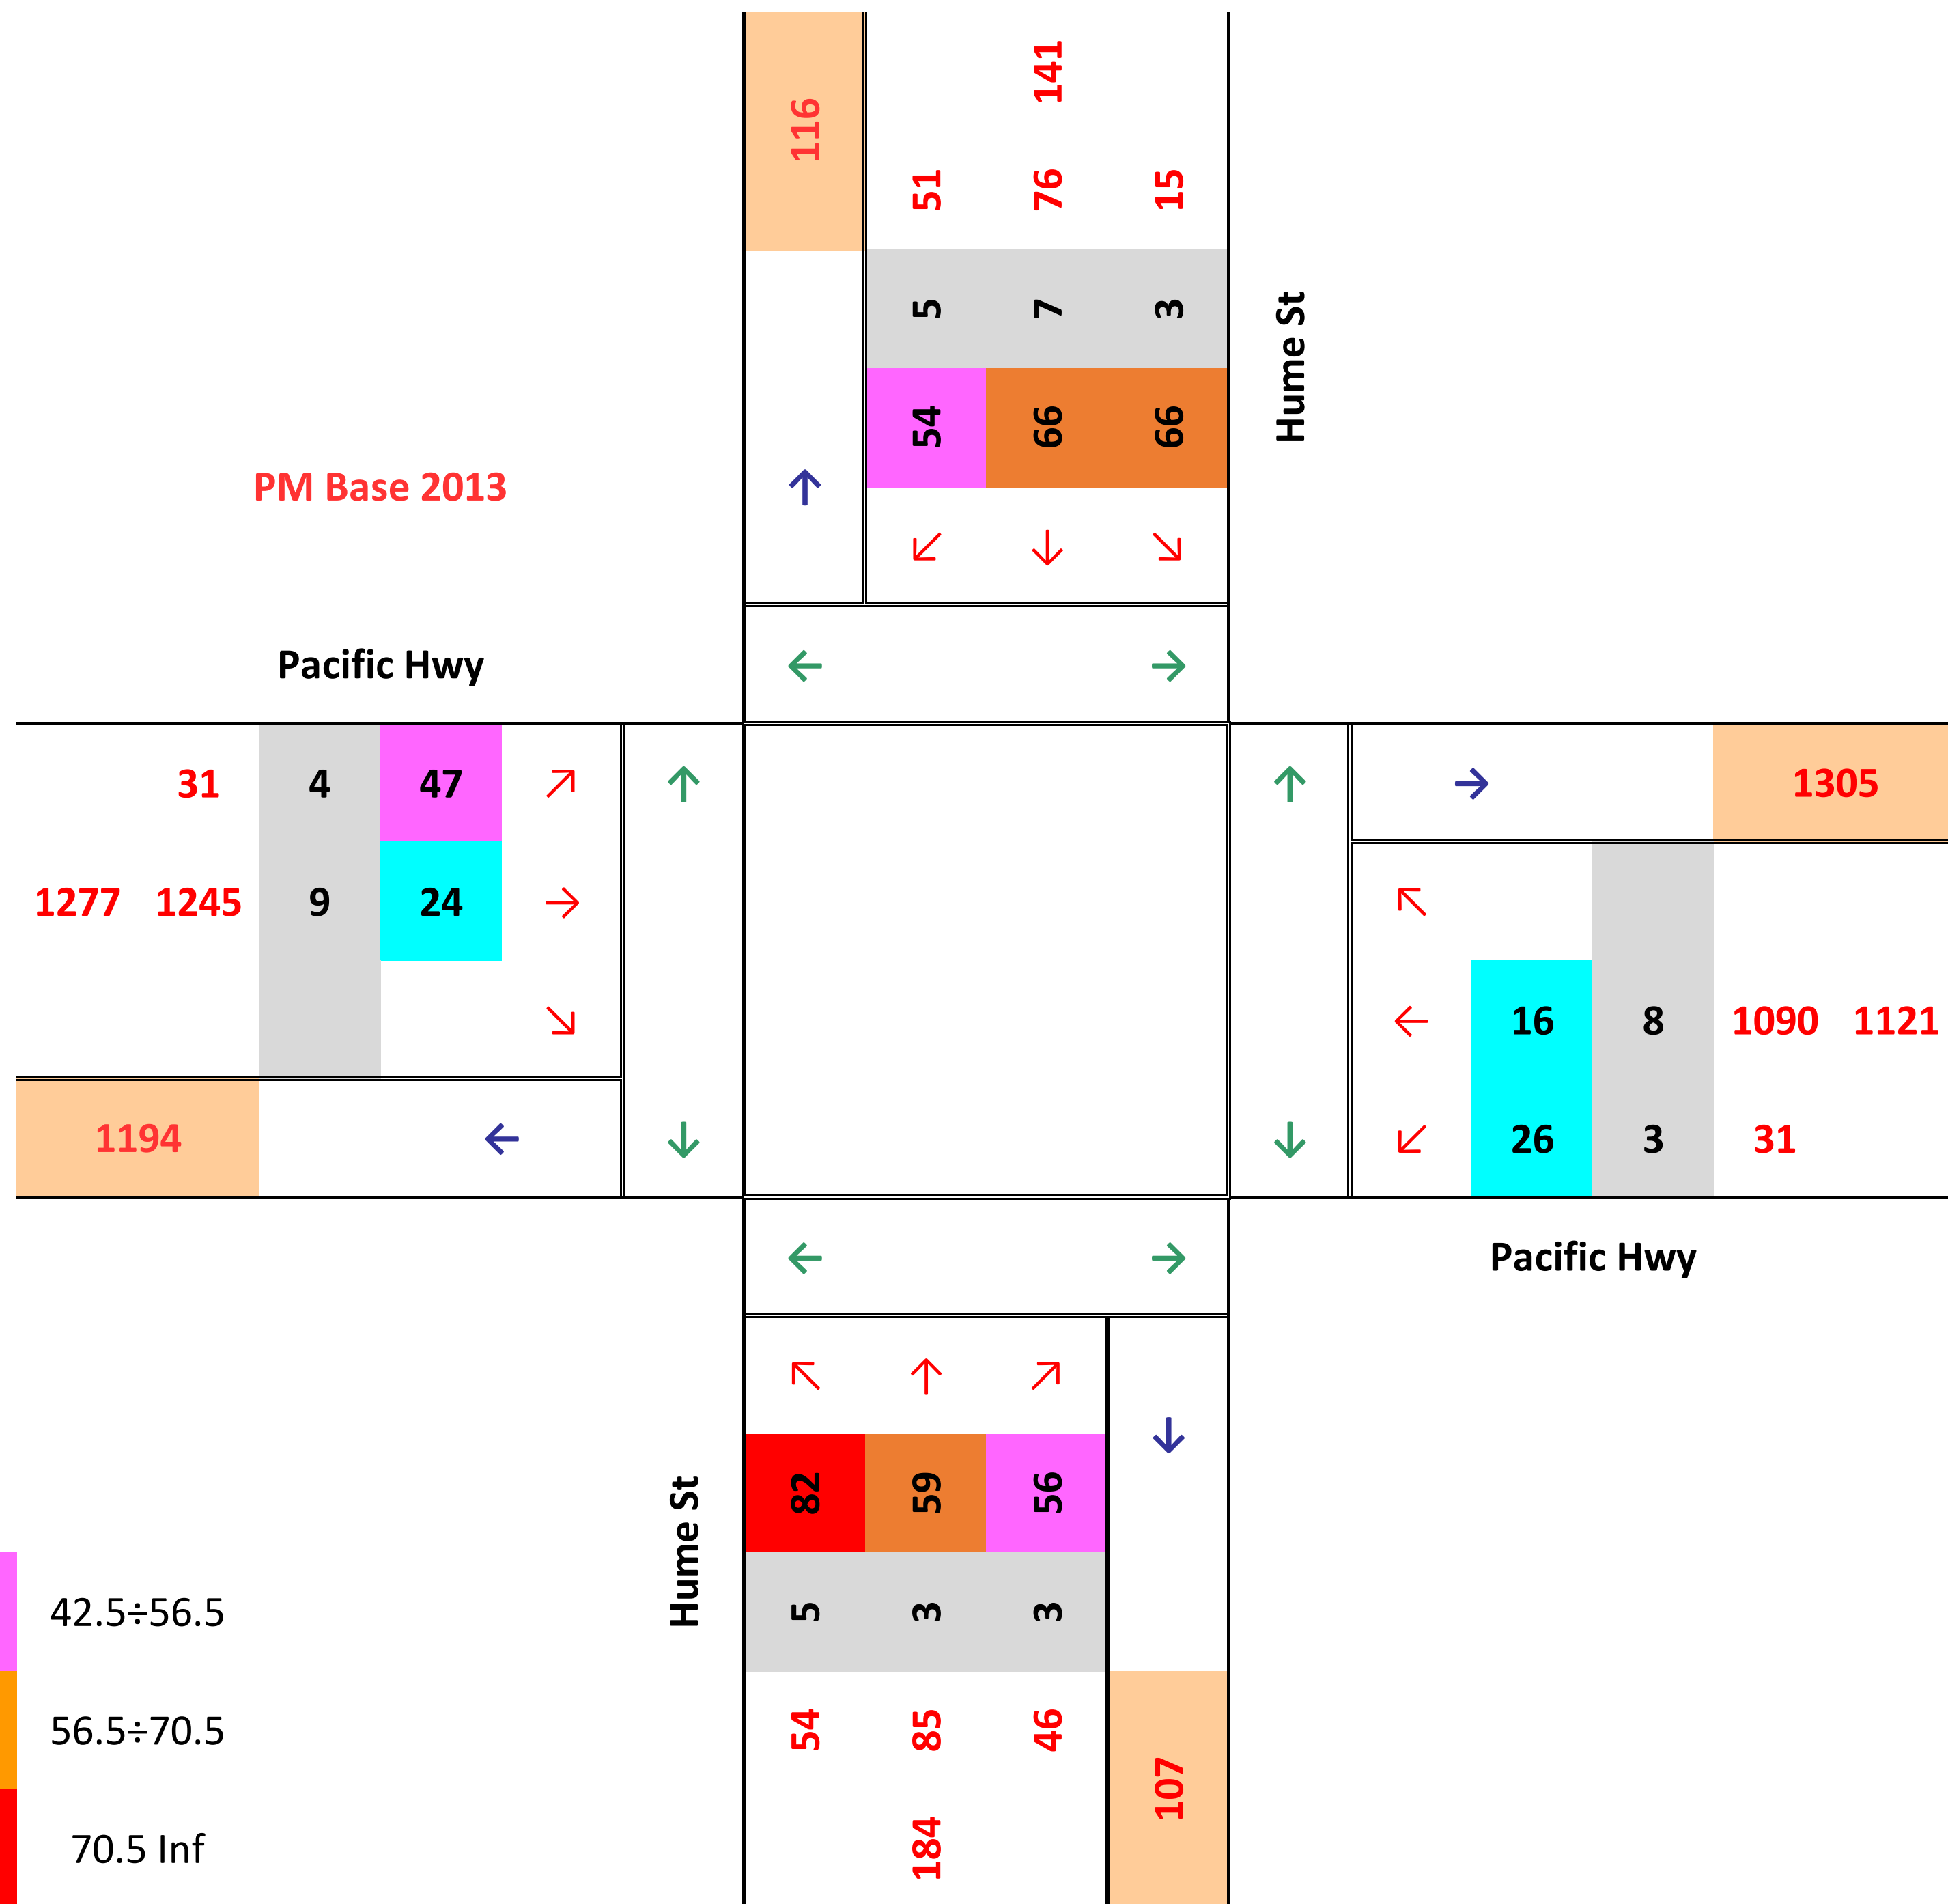 116
141
51 76 15
5 7 3
54 66 66
Hume St
PM Base 2013
Pacific Hwy
31 4 47
1277 1245 9 24
1194
1305
16 8 1090 1121
26 3 31
Pacific Hwy
Hume St
82 59 56
5 3 3
54 85 46
184
107
42.5÷56.5
56.5÷70.5
70.5 Inf